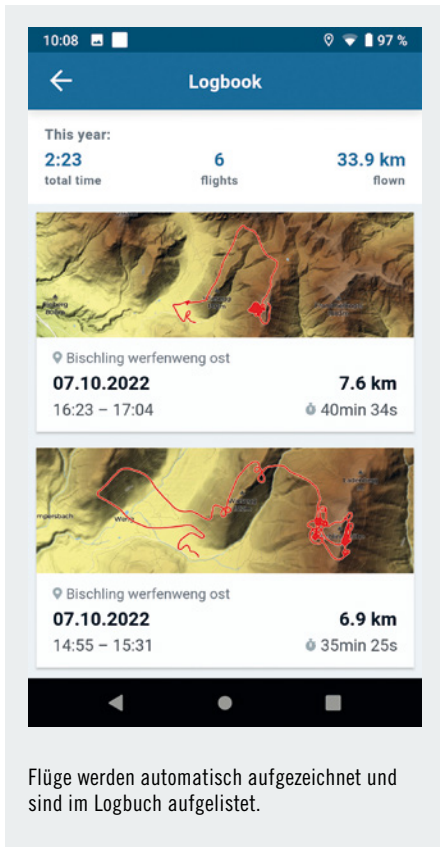 10:08 97 %
Logbook
This year:
2:23 6 33.9 km
total time flights flown
Bischling werfenweng ost
07.10.2022 7.6 km
16:23 – 17:04 40min 34s
mpersbach
Weng
Bischling werfenweng ost
07.10.2022 6.9 km
14:55 – 15:31 35min 25s
Flüge werden automatisch aufgezeichnet und
sind im Logbuch aufgelistet.